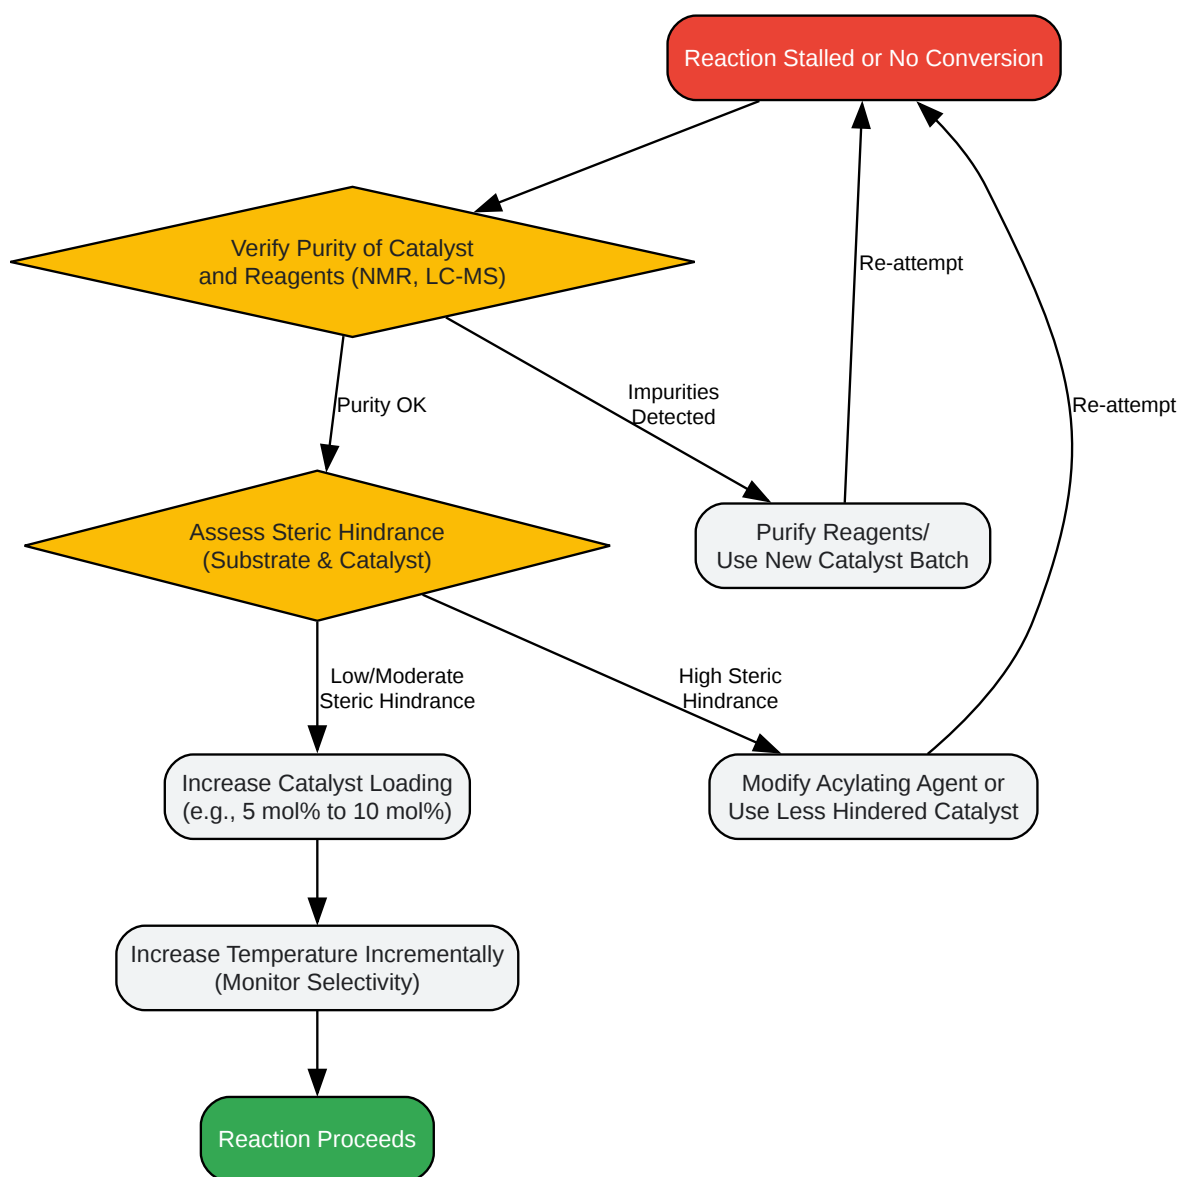 Reaction Stalled or No Conversion
Verify Purity of Catalyst
and Reagents (NMR, LC-MS)
Re-attempt
Purity OK
Impurities
Detected
Re-attempt
Assess Steric Hindrance
(Substrate & Catalyst)
Purify Reagents/
Use New Catalyst Batch
Low/Moderate
Steric Hindrance
High Steric
Hindrance
Increase Catalyst Loading
(e.g., 5 mol% to 10 mol%)
Modify Acylating Agent or
Use Less Hindered Catalyst
Increase Temperature Incrementally
(Monitor Selectivity)
Reaction Proceeds